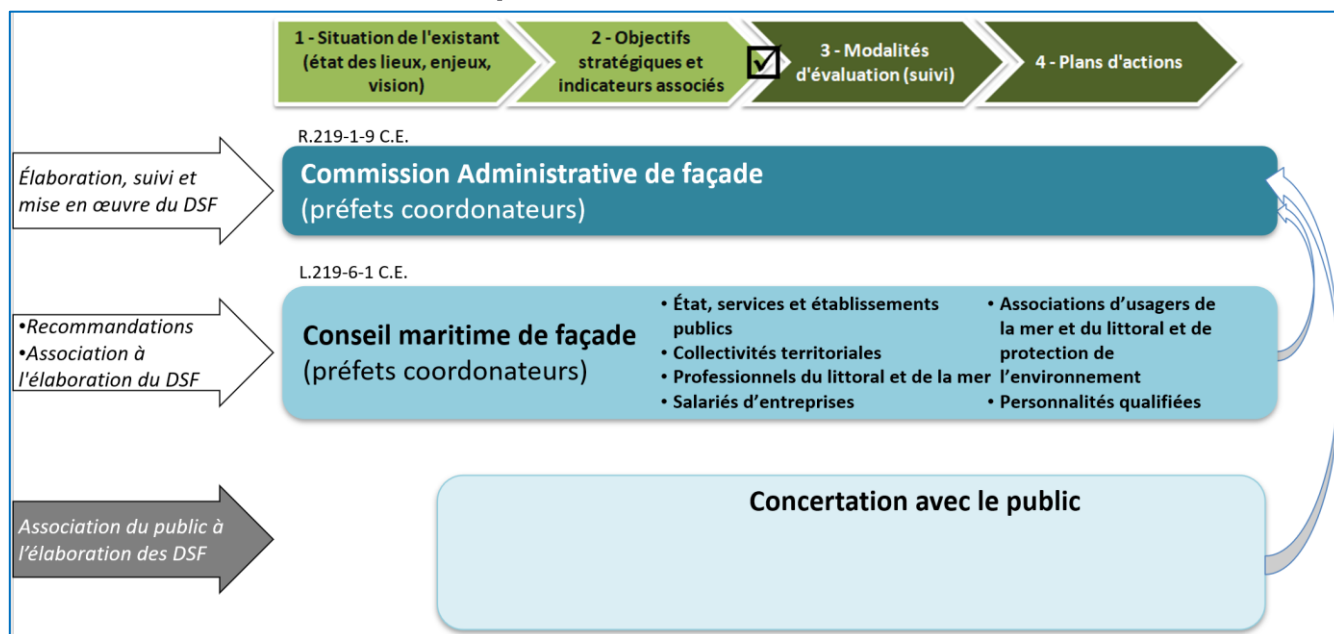 1 - Situation de l'existant
(état des lieux, enjeux,
vision)
2 - Objectifs
stratégiques et
indicateurs associés
3 - Modalités
d'évaluation (suivi)
4 - Plans d'actions
R.219-1-9 C.E.
Élaboration, suivi et
mise en œuvre du DSF
Commission Administrative de façade
(préfets coordonateurs)
L.219-6-1 C.E.
•Recommandations
•Association à
l'élaboration du DSF
Conseil maritime de façade
(préfets coordonateurs)
• État, services et établissements
publics
• Collectivités territoriales
• Professionnels du littoral et de la mer
• Salariés d’entreprises
• Associations d’usagers de
la mer et du littoral et de
protection de
l’environnement
• Personnalités qualifiées
Association du public à
l’élaboration des DSF
Concertation avec le public